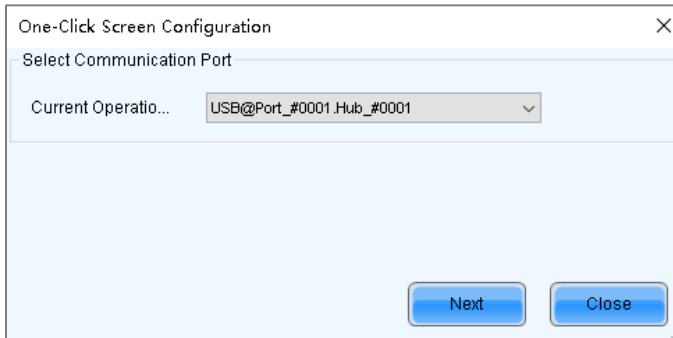 One-Click Screen Configuration
Select Communication Port
Current Operatio... USB@Port_#0001.Hub_#0001
Next Close